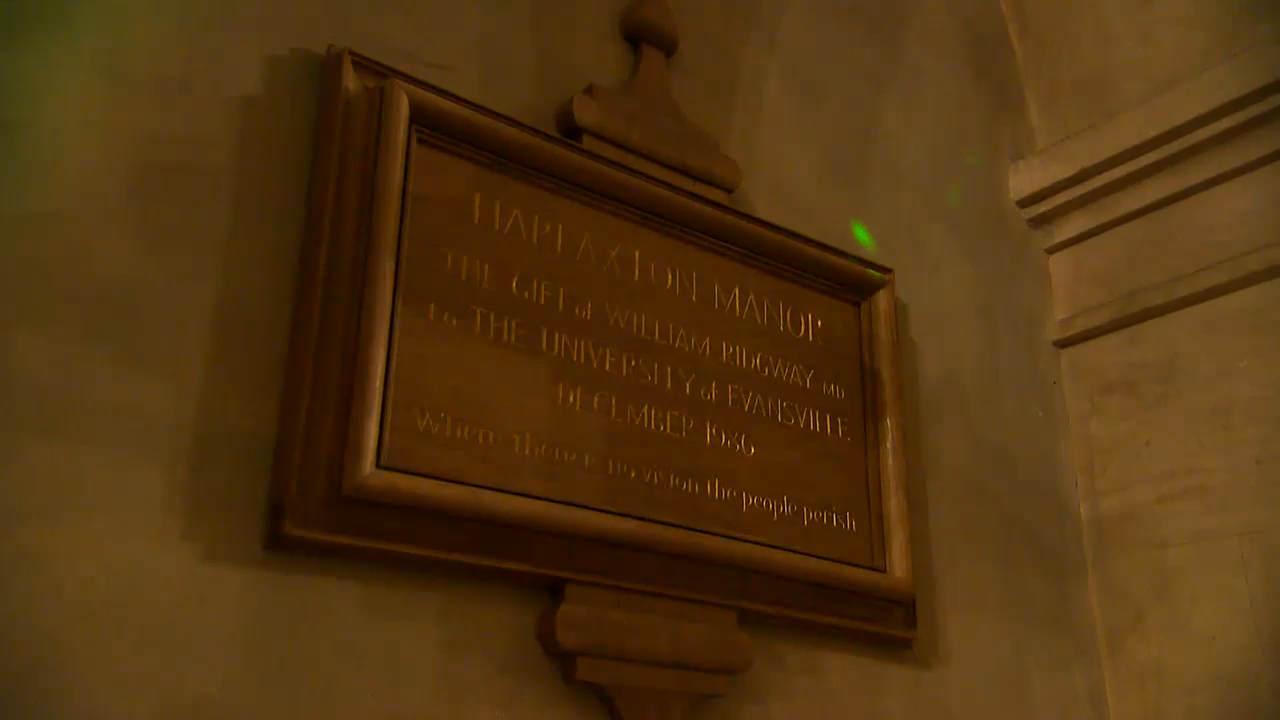 HARLAXTON MANOR
THE GIFT of WILLIAM RIDGWAY MD
to THE UNIVERSITY of EVANSVILLE
DECEMBER 1986
Where there is no vision the people perish